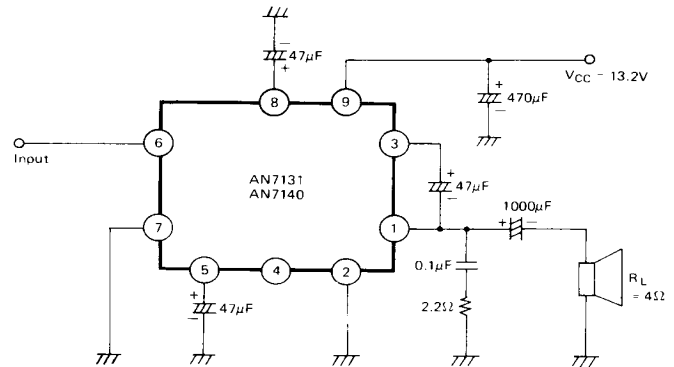 47µF
−
+
VCC - 13.2V
+
470µF
−
8
9
6
3
Input
AN7131
AN7140
+
47µF
−
1000µF
+
−
7
1
5
4
2
0.1µF
RL
= 4Ω
+
47µF
−
2.2Ω